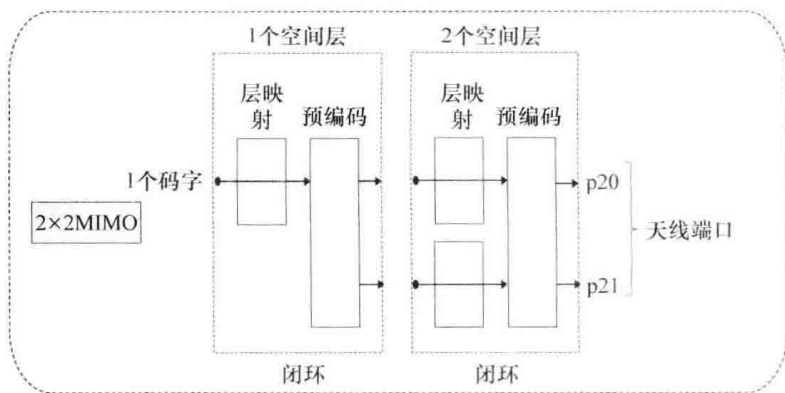 1个空间层
2个空间层
层映
射
预编码
层映
射
预编码
1个码字
p20
2×2MIMO
天线端口
p21
闭环
闭环